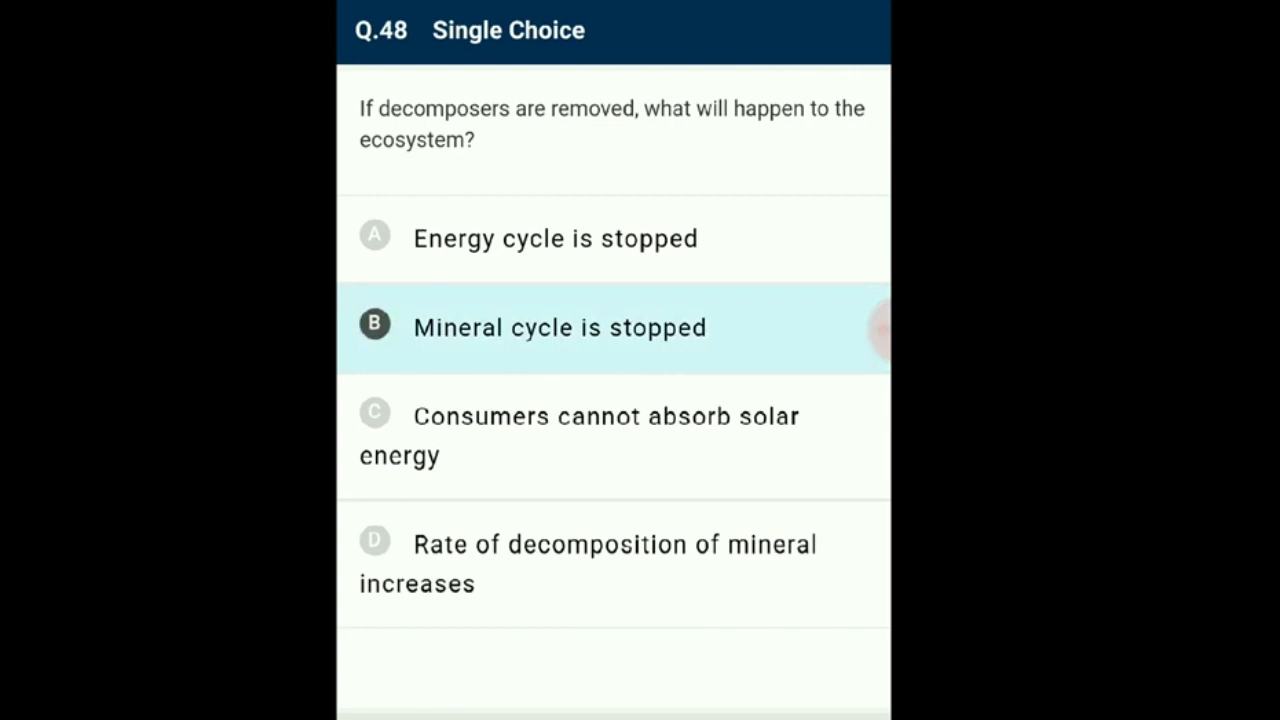 Q.48 Single Choice
If decomposers are removed, what will happen to the
ecosystem?
A Energy cycle is stopped
B Mineral cycle is stopped
C Consumers cannot absorb solar
energy
D Rate of decomposition of mineral
increases